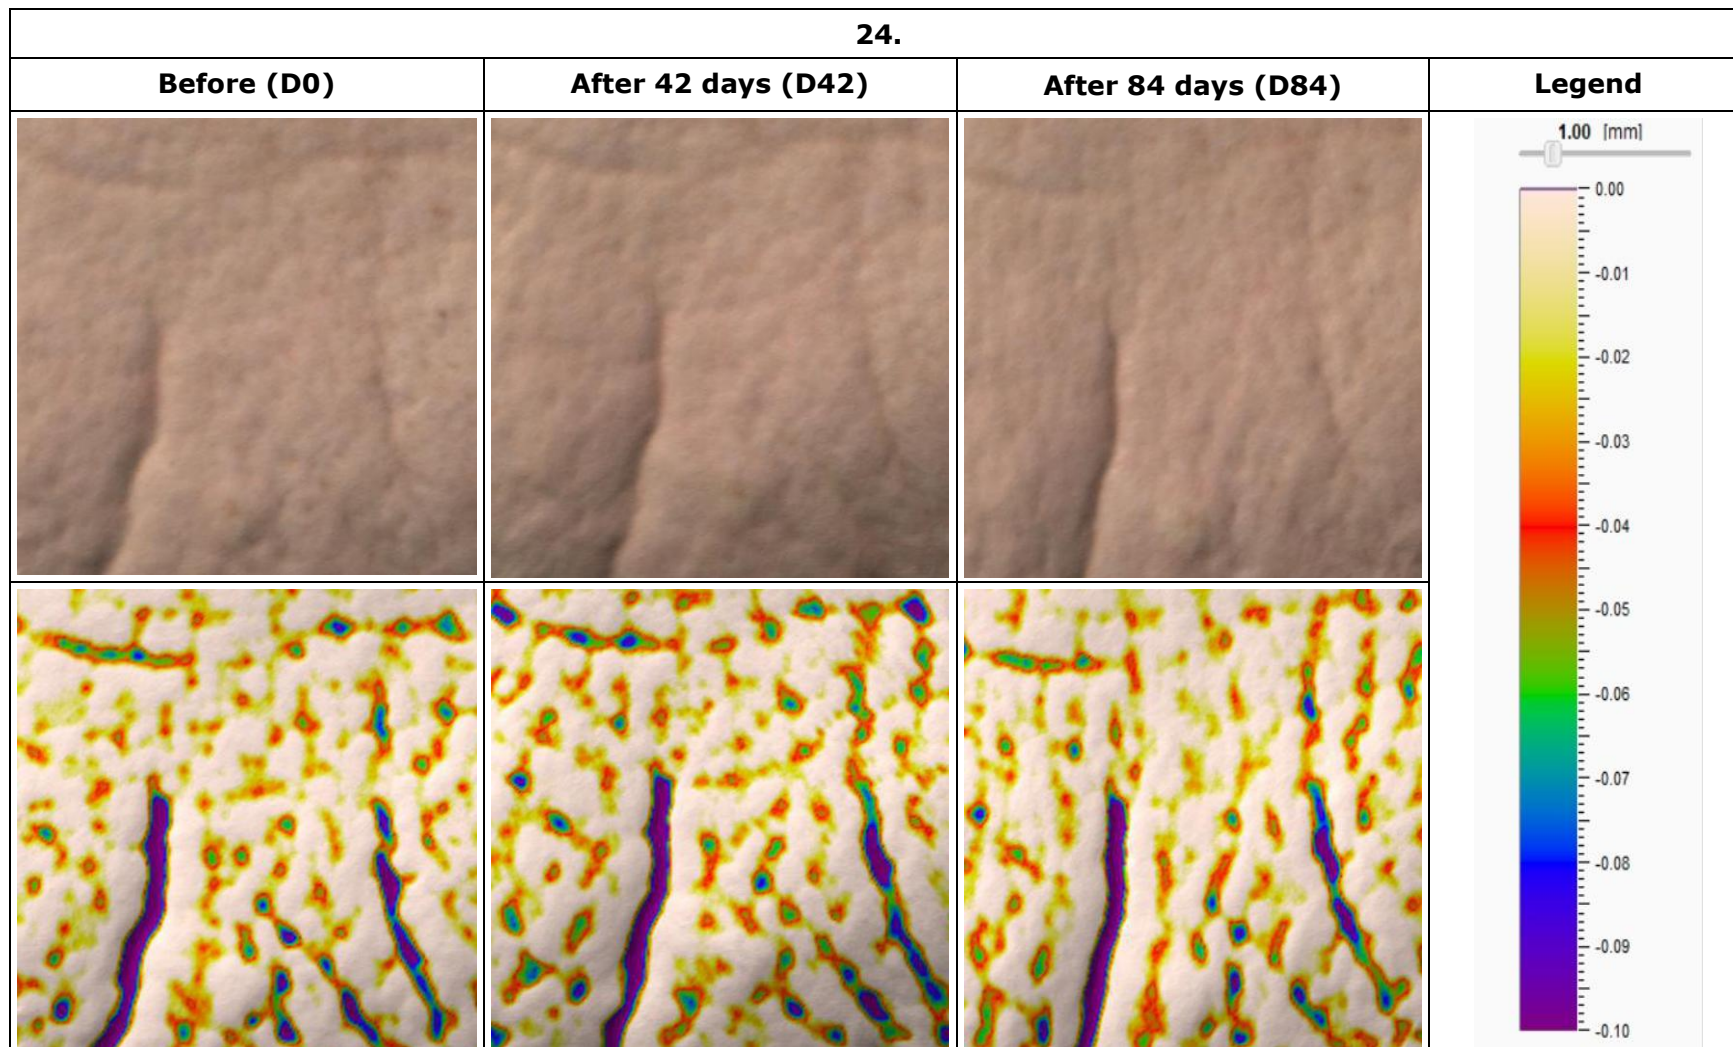 24.
Before (D0)
After 42 days (D42)
After 84 days (D84)
Legend
1.00 [mm]
0.00
-0.01
-0.02
-0.03
-0.04
-0.05
-0.06
-0.07
-0.08
-0.09
-0.10